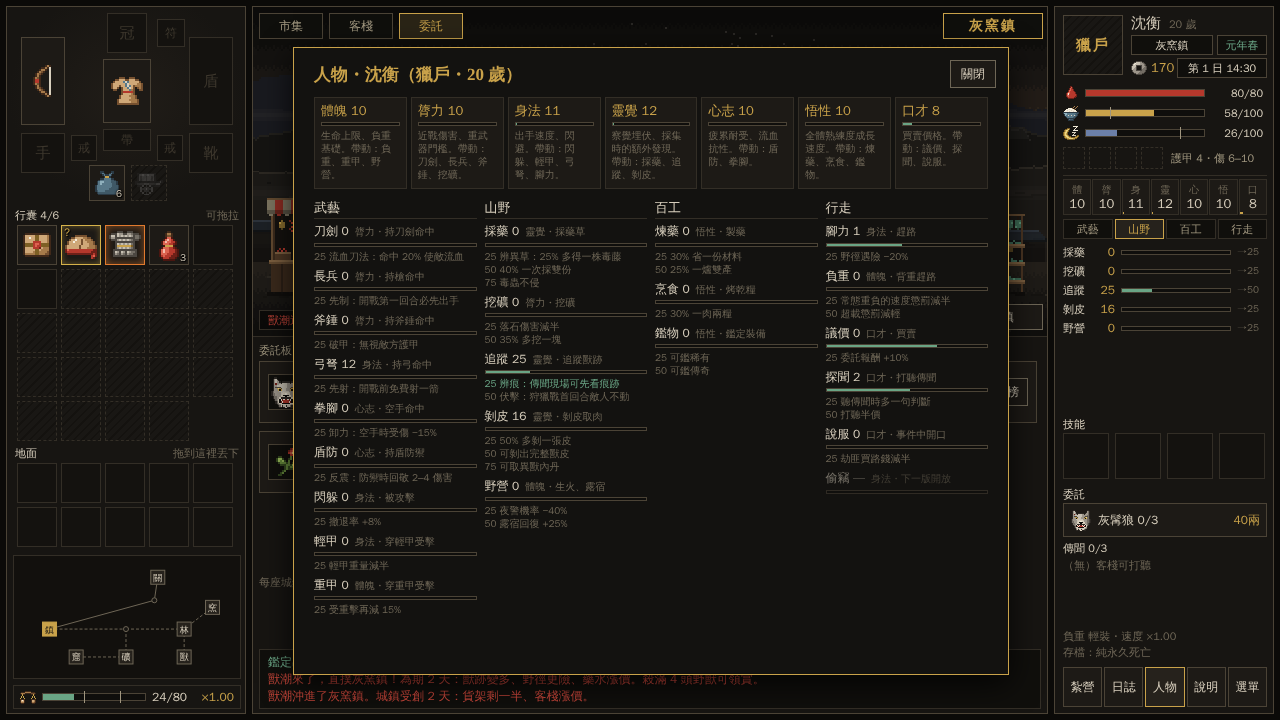 冠
符
盾
手
戒
帶
戒
靴
6
行囊 4/6
可拖拉
?
3
地面
拖到這裡丟下
關
窯
鎮
林
窟
礦
獸
24/80
×1.00
市集
客棧
委託
灰窯鎮
人物・沈衡（獵戶・20 歲）
關閉
體魄 10
生命上限、負重
基礎。帶動：負
重、重甲、野
營。
膂力 10
近戰傷害、重武
器門檻。帶動：
刀劍、長兵、斧
錘、挖礦。
身法 11
出手速度、閃
避。帶動：閃
躲、輕甲、弓
弩、腳力。
靈覺 12
察覺埋伏、採集
時的額外發現。
帶動：採藥、追
蹤、剝皮。
心志 10
疲累耐受、流血
抗性。帶動：盾
防、拳腳。
悟性 10
全體熟練度成長
速度。帶動：煉
藥、烹食、鑑
物。
口才 8
買賣價格。帶
動：議價、探
聞、說服。
武藝
刀劍 0 膂力・持刀劍命中
25 流血刀法：命中 20% 使敵流血
長兵 0 膂力・持槍命中
25 先制：開戰第一回合必先出手
斧錘 0 膂力・持斧錘命中
25 破甲：無視敵方護甲
弓弩 12 身法・持弓命中
25 先射：開戰前免費射一箭
拳腳 0 心志・空手命中
25 卸力：空手時受傷 −15%
盾防 0 心志・持盾防禦
25 反震：防禦時回敬 2–4 傷害
閃躲 0 身法・被攻擊
25 撤退率 +8%
輕甲 0 身法・穿輕甲受擊
25 輕甲重量減半
重甲 0 體魄・穿重甲受擊
25 受重擊再減 15%
山野
採藥 0 靈覺・採藥草
25 辨異草：25% 多得一株毒藤
50 40% 一次採雙份
75 毒蟲不侵
挖礦 0 膂力・挖礦
25 落石傷害減半
50 35% 多挖一塊
追蹤 25 靈覺・追蹤獸跡
25 辨痕：傳聞現場可先看痕跡
50 伏擊：狩獵戰首回合敵人不動
剝皮 16 靈覺・剝皮取肉
25 50% 多剝一張皮
50 可剝出完整獸皮
75 可取異獸內丹
野營 0 體魄・生火、露宿
25 夜警機率 −40%
50 露宿回復 +25%
百工
煉藥 0 悟性・製藥
25 30% 省一份材料
50 25% 一爐雙產
烹食 0 悟性・烤乾糧
25 30% 一肉兩糧
鑑物 0 悟性・鑑定裝備
25 可鑑稀有
50 可鑑傳奇
行走
腳力 1 身法・趕路
25 野徑遇險 −20%
負重 0 體魄・背重趕路
25 常態重負的速度懲罰減半
50 超載懲罰減輕
議價 0 口才・買賣
25 委託報酬 +10%
探聞 2 口才・打聽傳聞
25 聽傳聞時多一句判斷
50 打聽半價
說服 0 口才・事件中開口
25 劫匪買路錢減半
偷竊 — 身法・下一版開放
獸潮
委託板
榜
鎮
每座城
鑑定
獸潮來了，直撲灰窯鎮！為期 2 天：獸跡變多、野徑更險、藥水漲價。殺滿 4 頭野獸可領賞。
獸潮沖進了灰窯鎮。城鎮受創 2 天：貨架剩一半、客棧漲價。
獵戶
沈衡 20 歲
灰窯鎮
元年春
170
第 1 日 14:30
80/80
58/100
26/100
護甲 4・傷 6–10
體 膂 身 靈 心 悟 口
10 10 11 12 10 10 8
武藝
山野
百工
行走
採藥 0 →25
挖礦 0 →25
追蹤 25 →50
剝皮 16 →25
野營 0 →25
技能
委託
灰鬃狼 0/3
40兩
傳聞 0/3
（無）客棧可打聽
負重 輕裝・速度 ×1.00
存檔：純永久死亡
紮營
日誌
人物
說明
選單